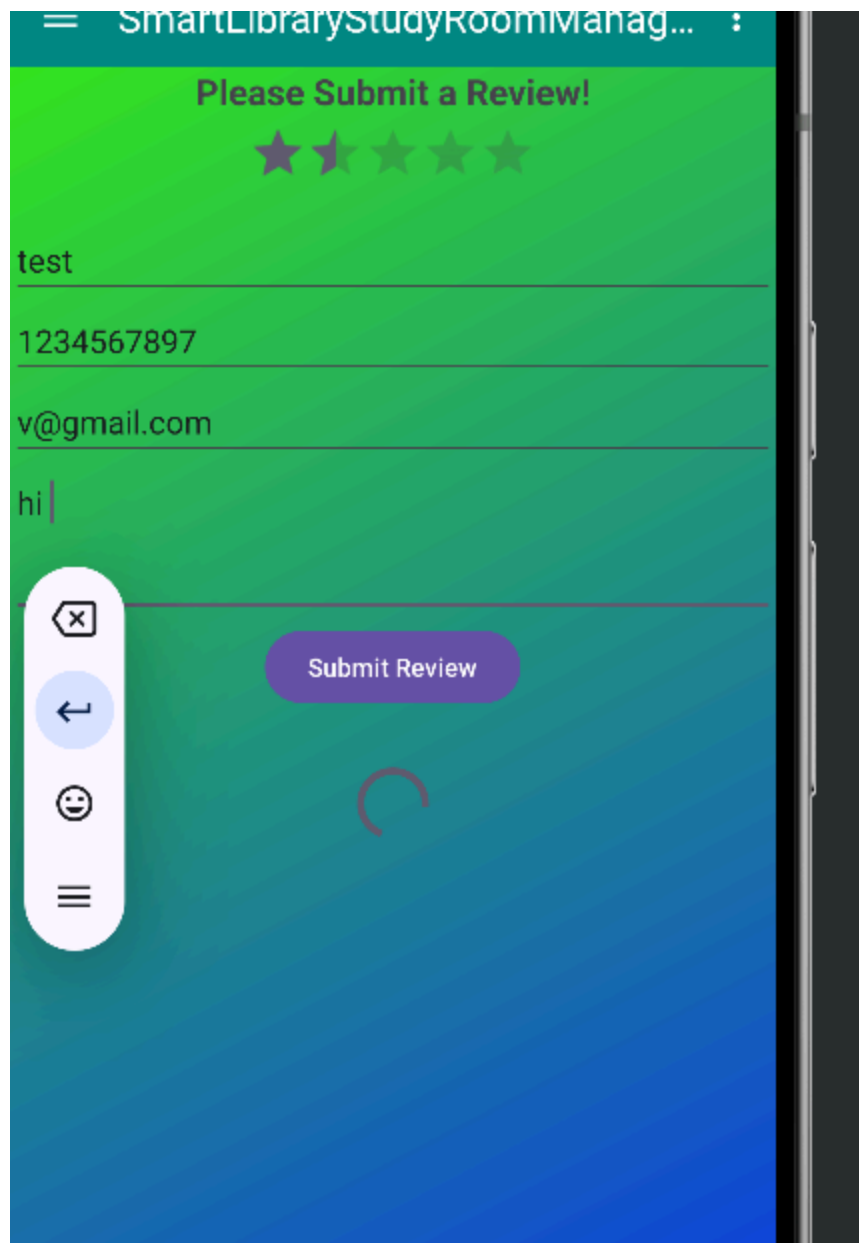 SmartLibraryStudyRoomManag...
Please Submit a Review!
test
1234567897
v@gmail.com
hi
Submit Review